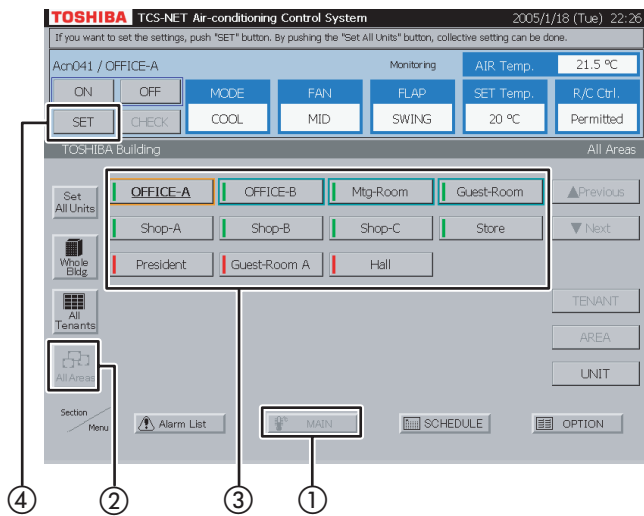 TOSHIBA TCS-NET Air-conditioning Control System 2005/1/18 (Tue) 22:26
If you want to set the settings, push "SET" button. By pushing the "Set All Units" button, collective setting can be done.
Acn041 / OFFICE-A Monitoring AIR Temp. 21.5 °C
ON OFF MODE FAN FLAP SET Temp. R/C Ctrl.
SET CHECK COOL MID SWING 20 °C Permitted
TOSHIBA Building All Areas
Set
All Units
OFFICE-A OFFICE-B Mtg-Room Guest-Room ▲Previous
Shop-A Shop-B Shop-C Store ▼Next
Whole
Bldg.
President Guest-Room A Hall
All
Tenants
TENANT
AREA
All Areas
UNIT
Section
/ Menu
Alarm List MAIN SCHEDULE OPTION
④ ② ③ ①